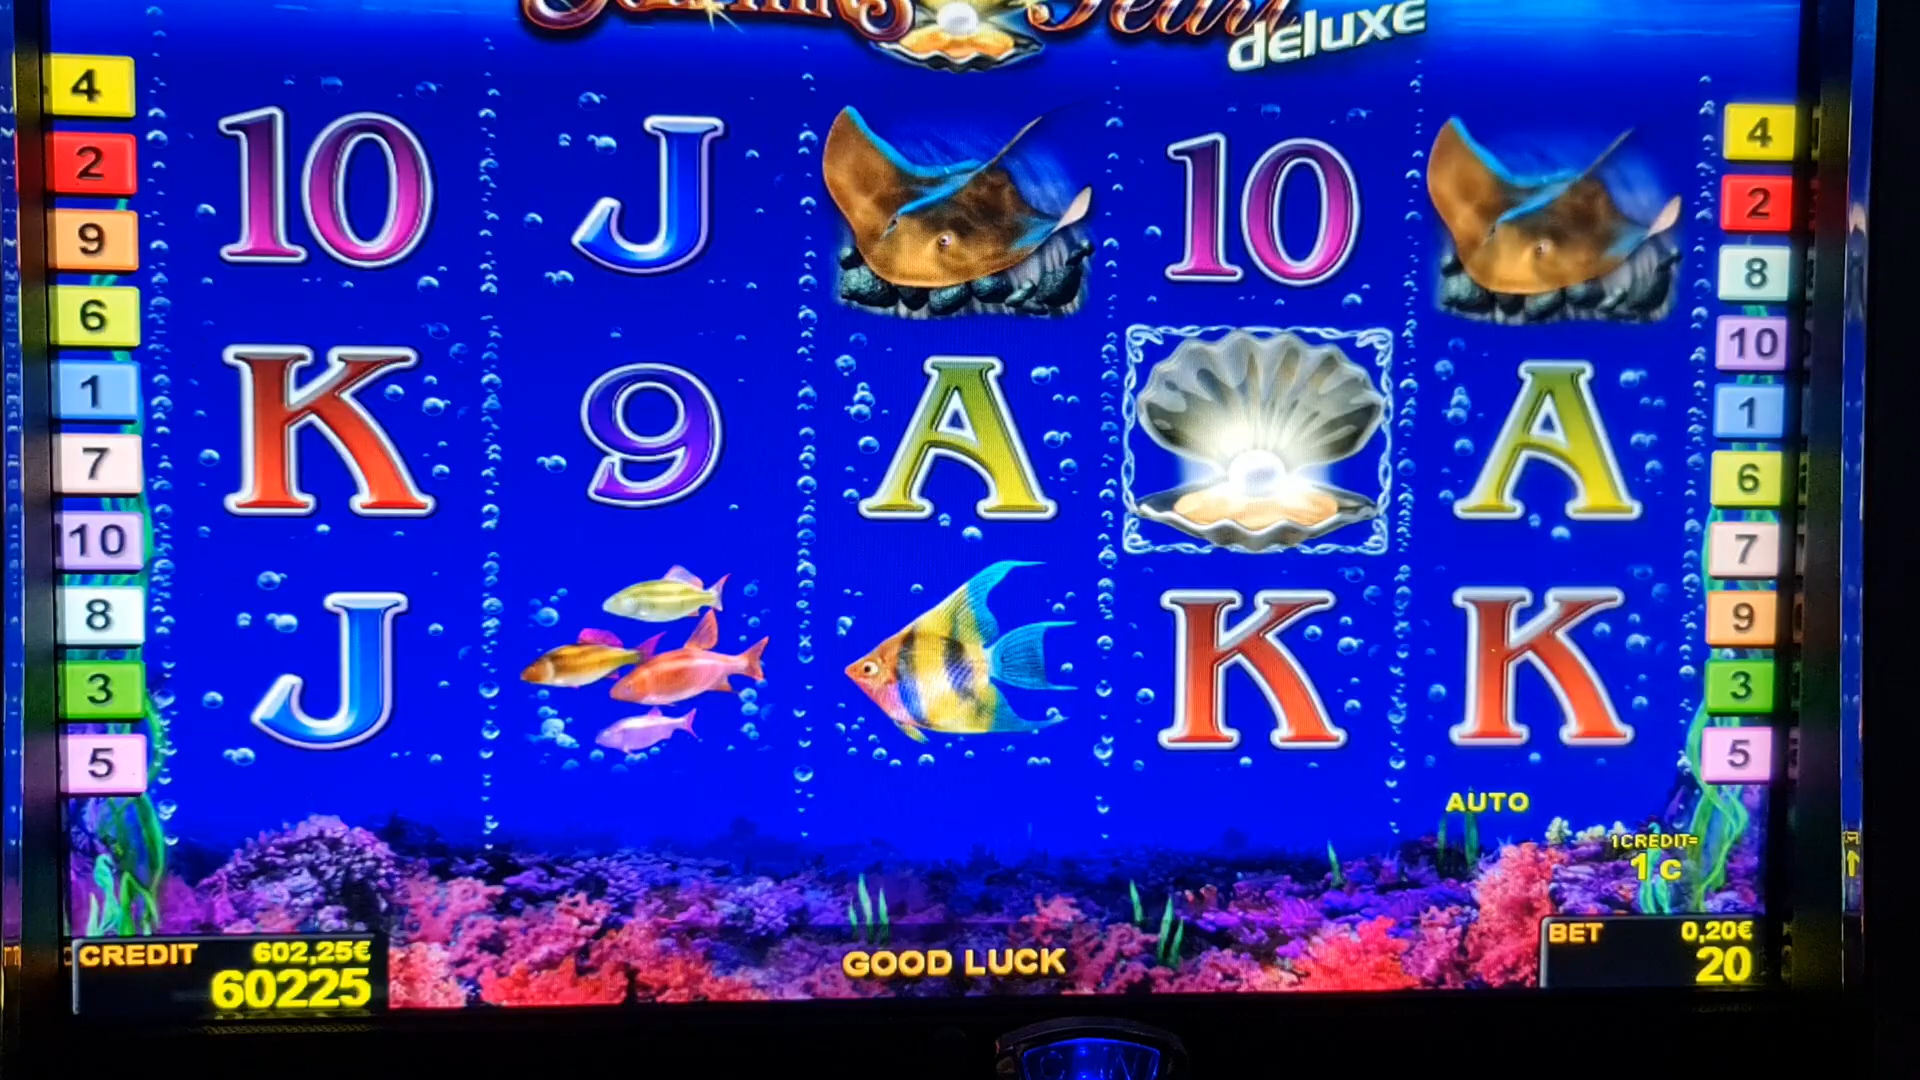 deluxe
4
2
9
6
1
7
10
8
3
5
10 J 10
K 9 A A
J K K
4
2
8
10
1
6
7
9
3
5
AUTO
1CREDIT=
1 c
CREDIT 602,25€
60225
GOOD LUCK
BET 0,20€
20